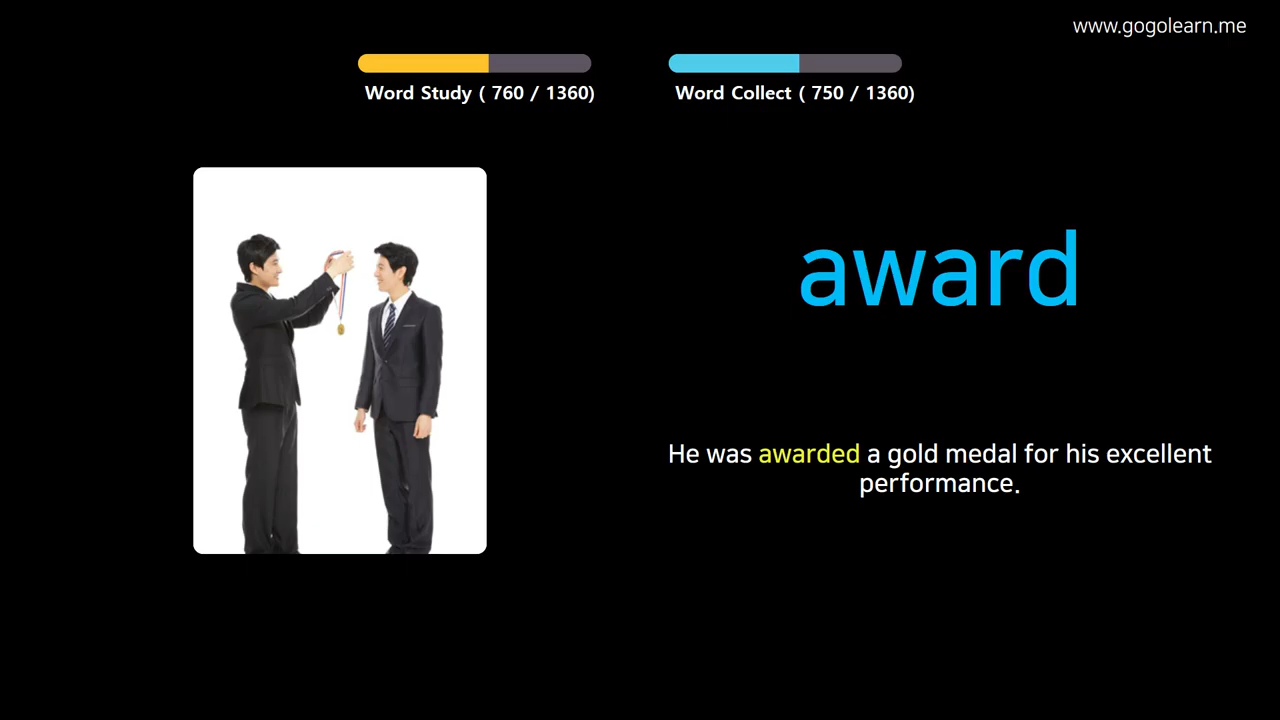 www.gogolearn.me
Word Study ( 760 / 1360)
Word Collect ( 750 / 1360)
award
He was awarded a gold medal for his excellent
performance.